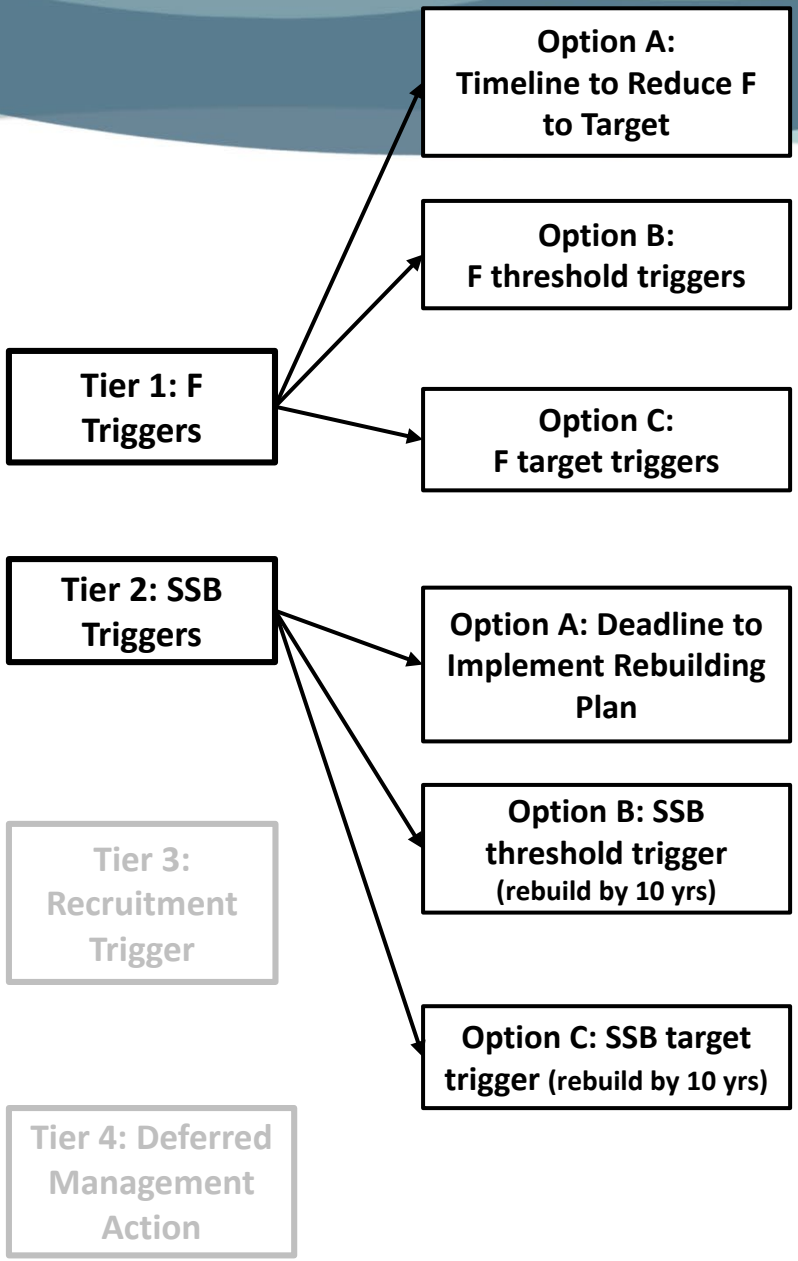 Tier 1: F
Triggers
Option A:
Timeline to Reduce F
to Target
Option B:
F threshold triggers
Option C:
F target triggers
Tier 2: SSB
Triggers
Option A: Deadline to
Implement Rebuilding
Plan
Option B: SSB
threshold trigger
(rebuild by 10 yrs)
Option C: SSB target
trigger (rebuild by 10 yrs)
Tier 3:
Recruitment
Trigger
Tier 4: Deferred
Management
Action